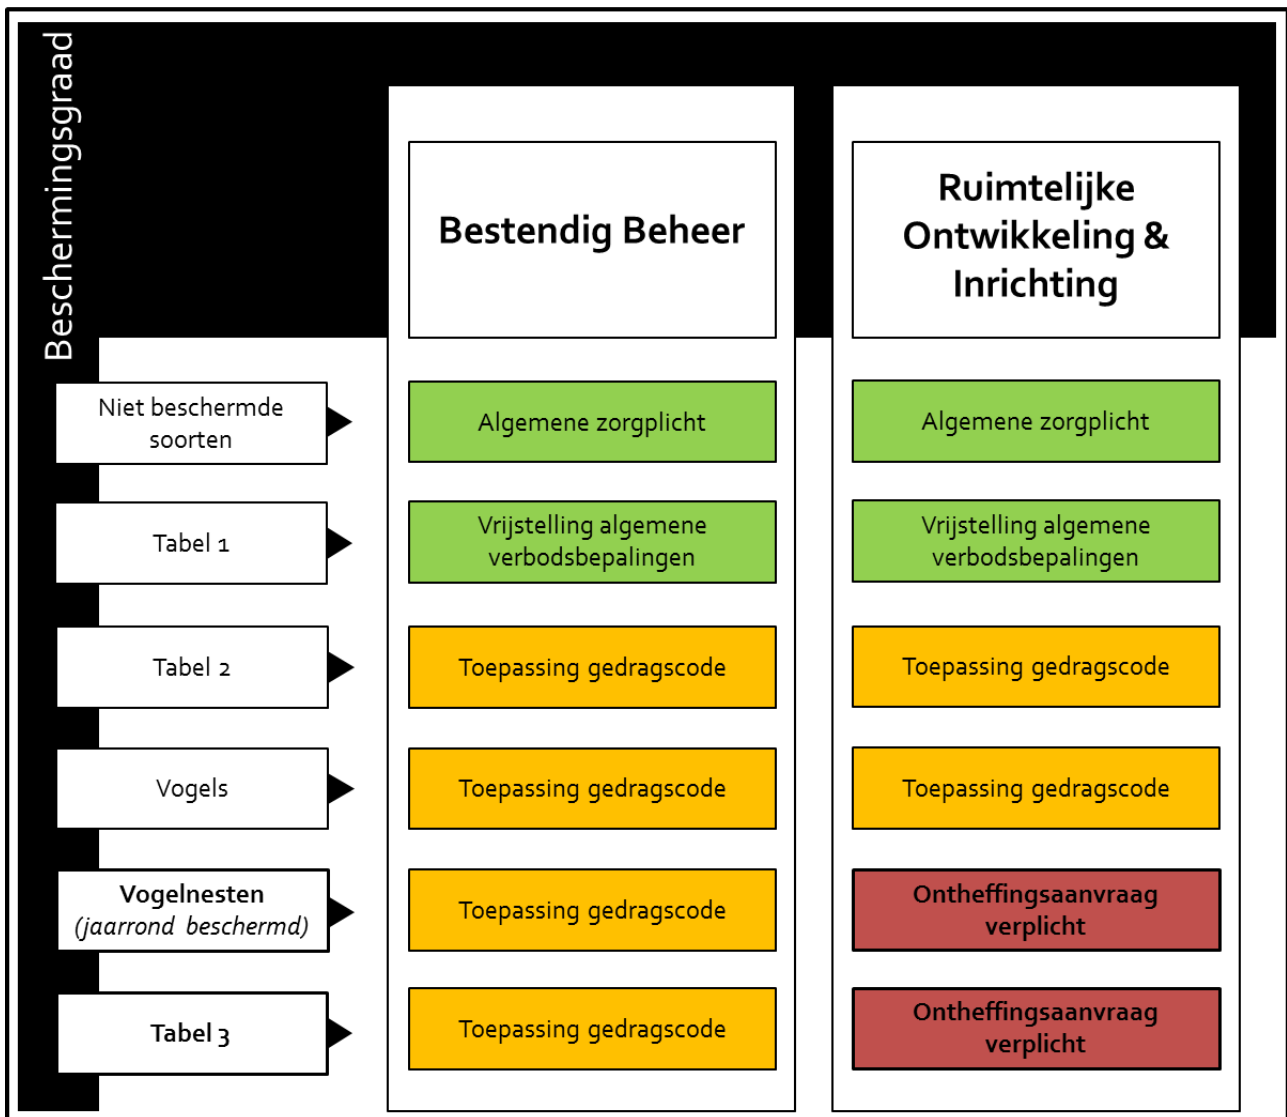 Beschermingsgraad
Bestendig Beheer
Ruimtelijke
Ontwikkeling &
Inrichting
Niet beschermde
soorten
Algemene zorgplicht
Algemene zorgplicht
Tabel 1
Vrijstelling algemene
verbodsbepalingen
Vrijstelling algemene
verbodsbepalingen
Tabel 2
Toepassing gedragscode
Toepassing gedragscode
Vogels
Toepassing gedragscode
Toepassing gedragscode
Vogelnesten
(jaarrond beschermd)
Toepassing gedragscode
Ontheffingsaanvraag
verplicht
Tabel 3
Toepassing gedragscode
Ontheffingsaanvraag
verplicht